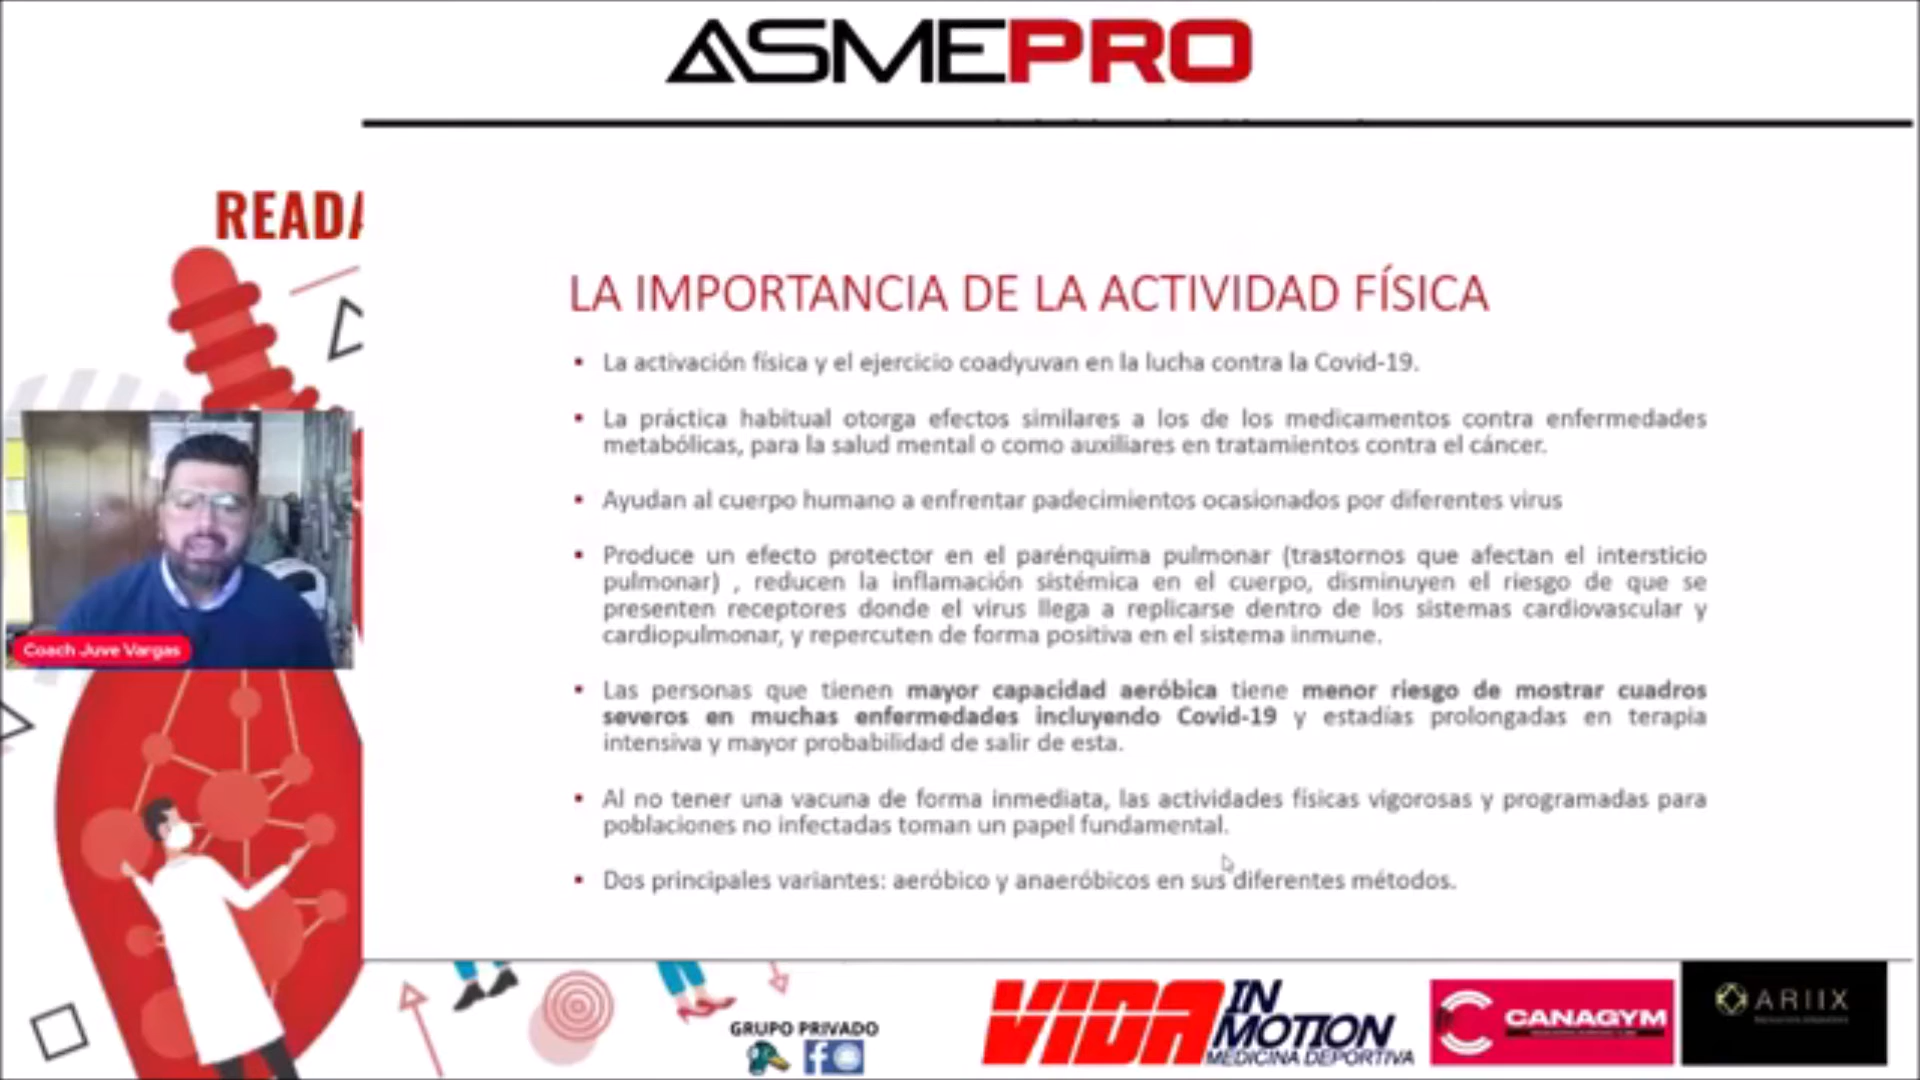 ASMEPRO
READA
LA IMPORTANCIA DE LA ACTIVIDAD FÍSICA
▪ La activación física y el ejercicio coadyuvan en la lucha contra la Covid-19.
▪ La práctica habitual otorga efectos similares a los de los medicamentos contra enfermedades
metabólicas, para la salud mental o como auxiliares en tratamientos contra el cáncer.
▪ Ayudan al cuerpo humano a enfrentar padecimientos ocasionados por diferentes virus
▪ Produce un efecto protector en el parénquima pulmonar (trastornos que afectan el intersticio
pulmonar) , reducen la inflamación sistémica en el cuerpo, disminuyen el riesgo de que se
presenten receptores donde el virus llega a replicarse dentro de los sistemas cardiovascular y
cardiopulmonar, y repercuten de forma positiva en el sistema inmune.
▪ Las personas que tienen mayor capacidad aeróbica tiene menor riesgo de mostrar cuadros
severos en muchas enfermedades incluyendo Covid-19 y estadías prolongadas en terapia
intensiva y mayor probabilidad de salir de esta.
▪ Al no tener una vacuna de forma inmediata, las actividades físicas vigorosas y programadas para
poblaciones no infectadas toman un papel fundamental.
▪ Dos principales variantes: aeróbico y anaeróbicos en sus diferentes métodos.
Coach Juve Vargas
GRUPO PRIVADO
VIDA IN
MOTION
MEDICINA DEPORTIVA
CANAGYM
ARIIX